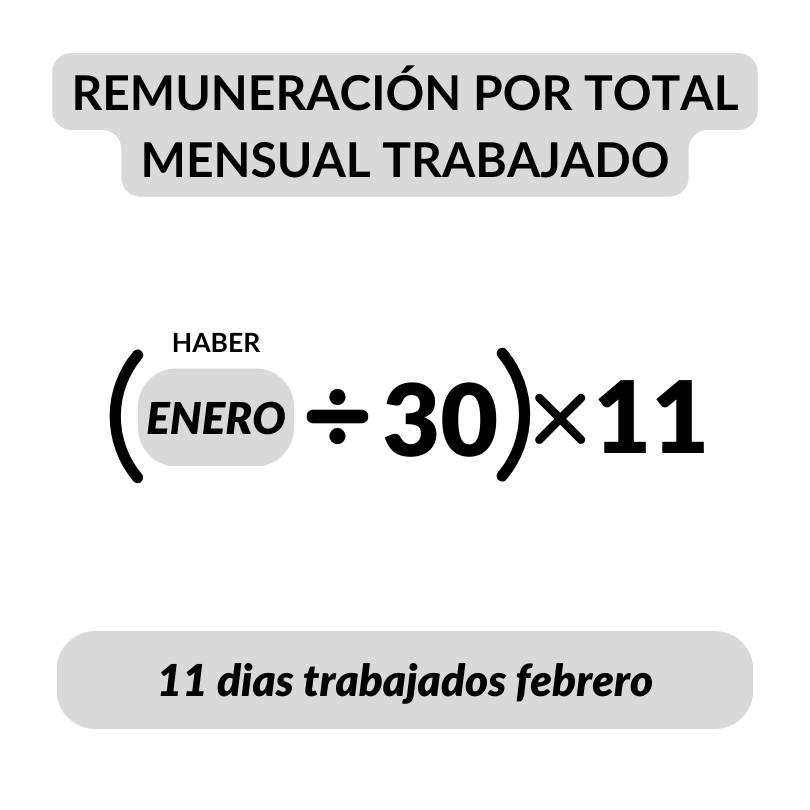 REMUNERACIÓN POR TOTAL
MENSUAL TRABAJADO
HABER
(ENERO ÷ 30) × 11
11 dias trabajados febrero